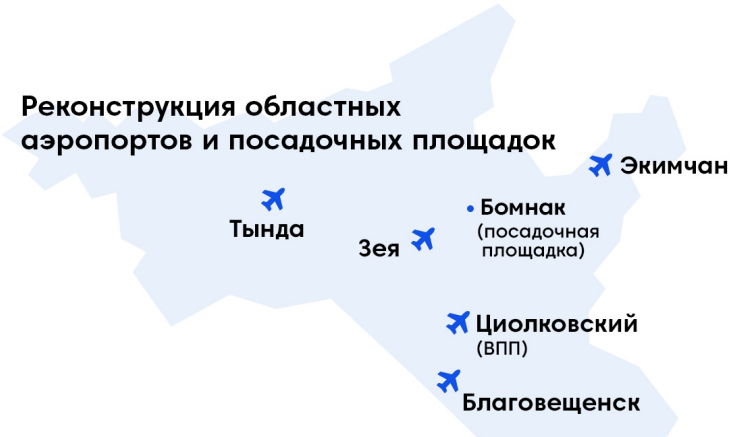 Реконструкция областных
аэропортов и посадочных площадок
Экимчан
Тында
Бомнак
(посадочная
площадка)
Зея
Циолковский
(ВПП)
Благовещенск